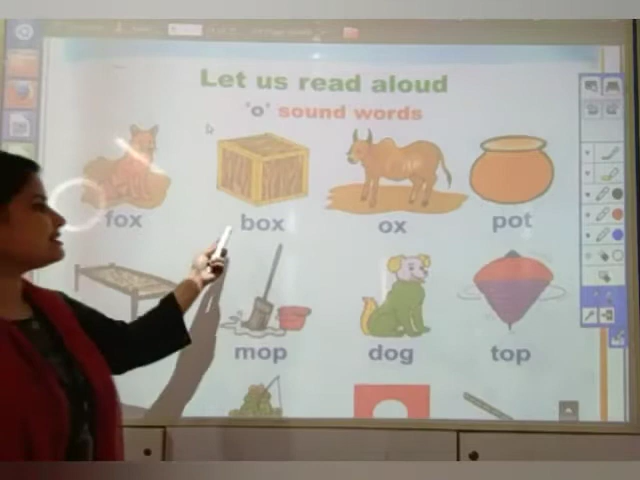 Let us read aloud
'o' sound words
fox box ox pot
mop dog top